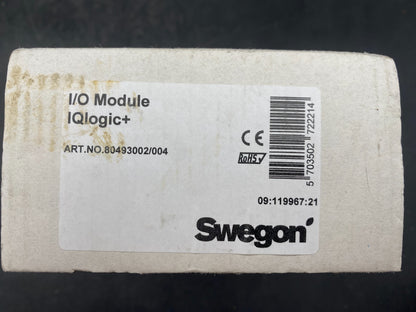 I/O Module
IQlogic+
ART.NO.80493002/004
CE
RoHS
5 703502 722214
09:119967:21
Swegon